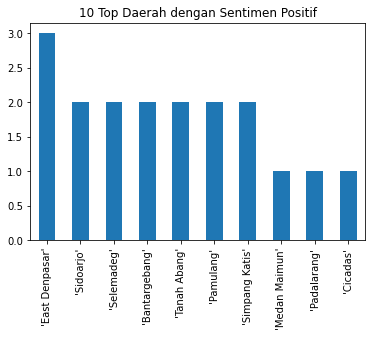 10 Top Daerah dengan Sentimen Positif
3.0
2.5
2.0
1.5
1.0
0.5
0.0
'East Denpasar'
'Sidoarjo'
'Selemadeg'
'Bantargebang'
'Tanah Abang'
'Pamulang'
'Simpang Katis'
'Medan Maimun'
'Padalarang'
'Cicadas'